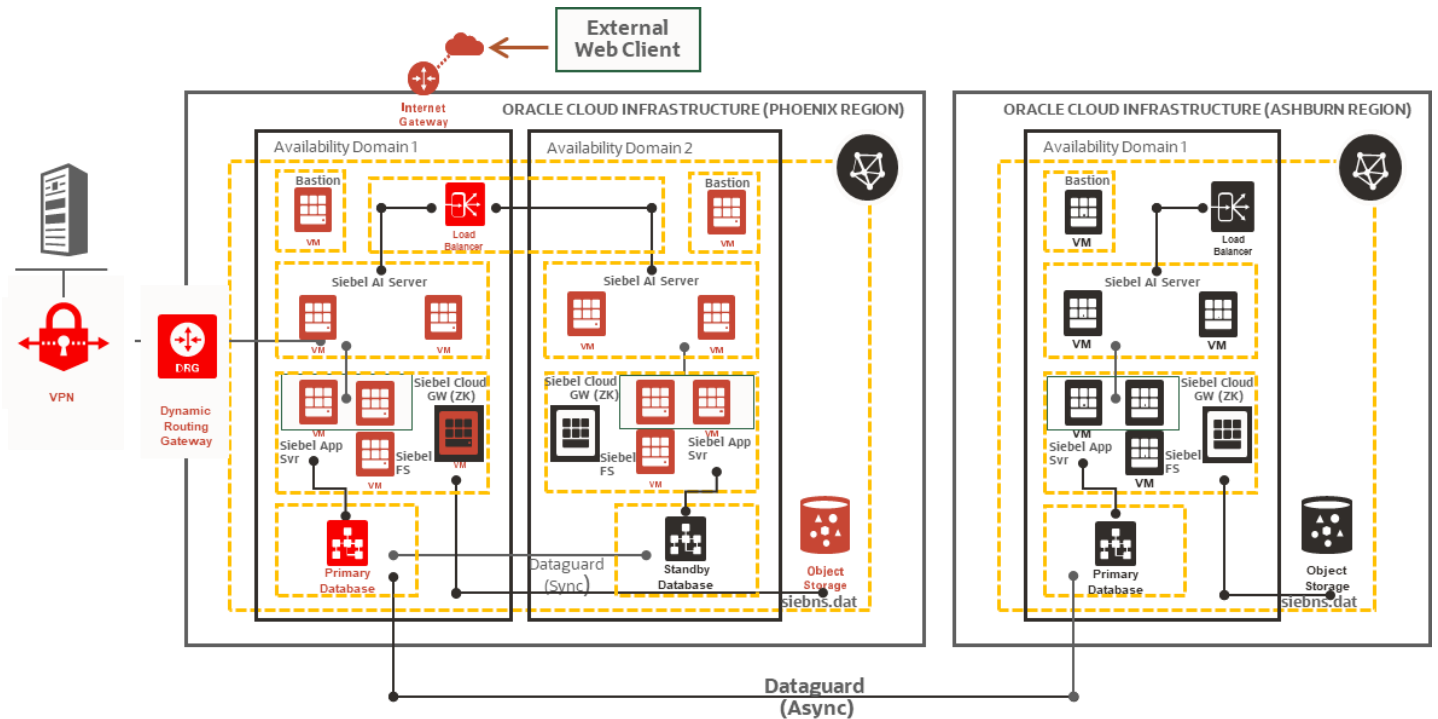 External
Web Client
Internet
Gateway
ORACLE CLOUD INFRASTRUCTURE (PHOENIX REGION)
Availability Domain 1
Bastion
VM
Load
Balancer
Siebel AI Server
VM
VM
Siebel Cloud
GW (ZK)
VM
Siebel App
Svr
Siebel
FS
VM
VM
Primary
Database
Availability Domain 2
Bastion
VM
Siebel AI Server
VM
VM
Siebel Cloud
GW (ZK)
VM
Siebel
FS
Siebel App
Svr
VM
Standby
Database
Dataguard
(Sync)
Object
Storage
siebns.dat
VPN
DRG
Dynamic
Routing
Gateway
ORACLE CLOUD INFRASTRUCTURE (ASHBURN REGION)
Availability Domain 1
Bastion
VM
Load
Balancer
Siebel AI Server
VM
VM
Siebel Cloud
GW (ZK)
VM
Siebel App
Svr
Siebel
FS
VM
Primary
Database
Object
Storage
siebns.dat
Dataguard
(Async)